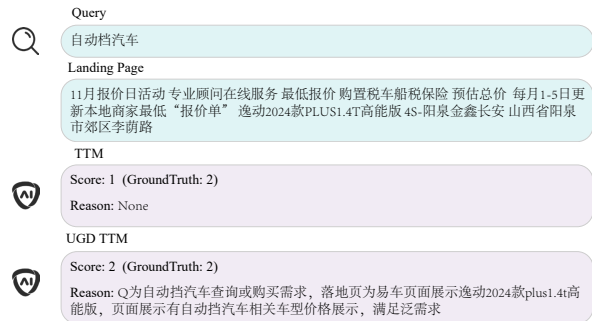 Query
自动档汽车
Landing Page
11月报价日活动 专业顾问在线服务 最低报价 购置税车船税保险 预估总价 每月1-5日更
新本地商家最低“报价单” 逸动2024款PLUS1.4T高能版 4S-阳泉金鑫长安 山西省阳泉
市郊区李荫路
TTM
Score: 1 (GroundTruth: 2)
Reason: None
UGD TTM
Score: 2 (GroundTruth: 2)
Reason: Q为自动挡汽车查询或购买需求，落地页为易车页面展示逸动2024款plus1.4t高
能版，页面展示有自动挡汽车相关车型价格展示，满足泛需求